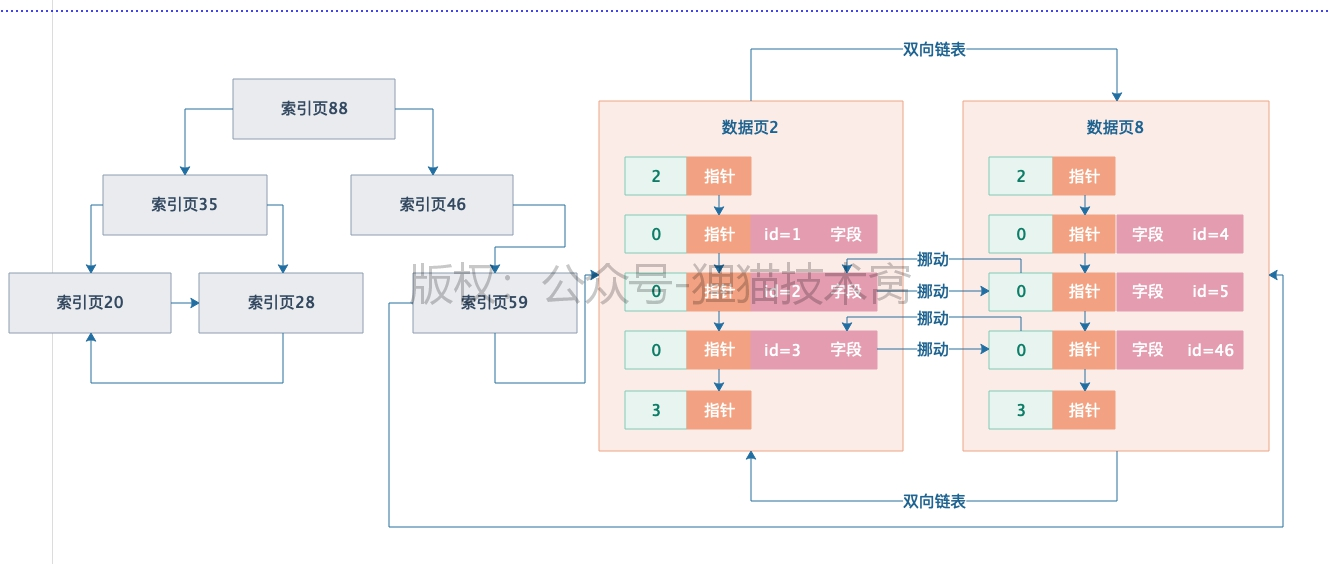 双向链表
索引页88
数据页2
数据页8
2 指针
2 指针
索引页35
索引页46
0 指针 id=1 字段
0 指针 字段 id=4
挪动
索引页20
索引页28
索引页59
0 指针 id=2 字段
挪动
0 指针 字段 id=5
版权：公众号-狸猫技术窝
挪动
0 指针 id=3 字段
挪动
0 指针 字段 id=46
3 指针
3 指针
双向链表